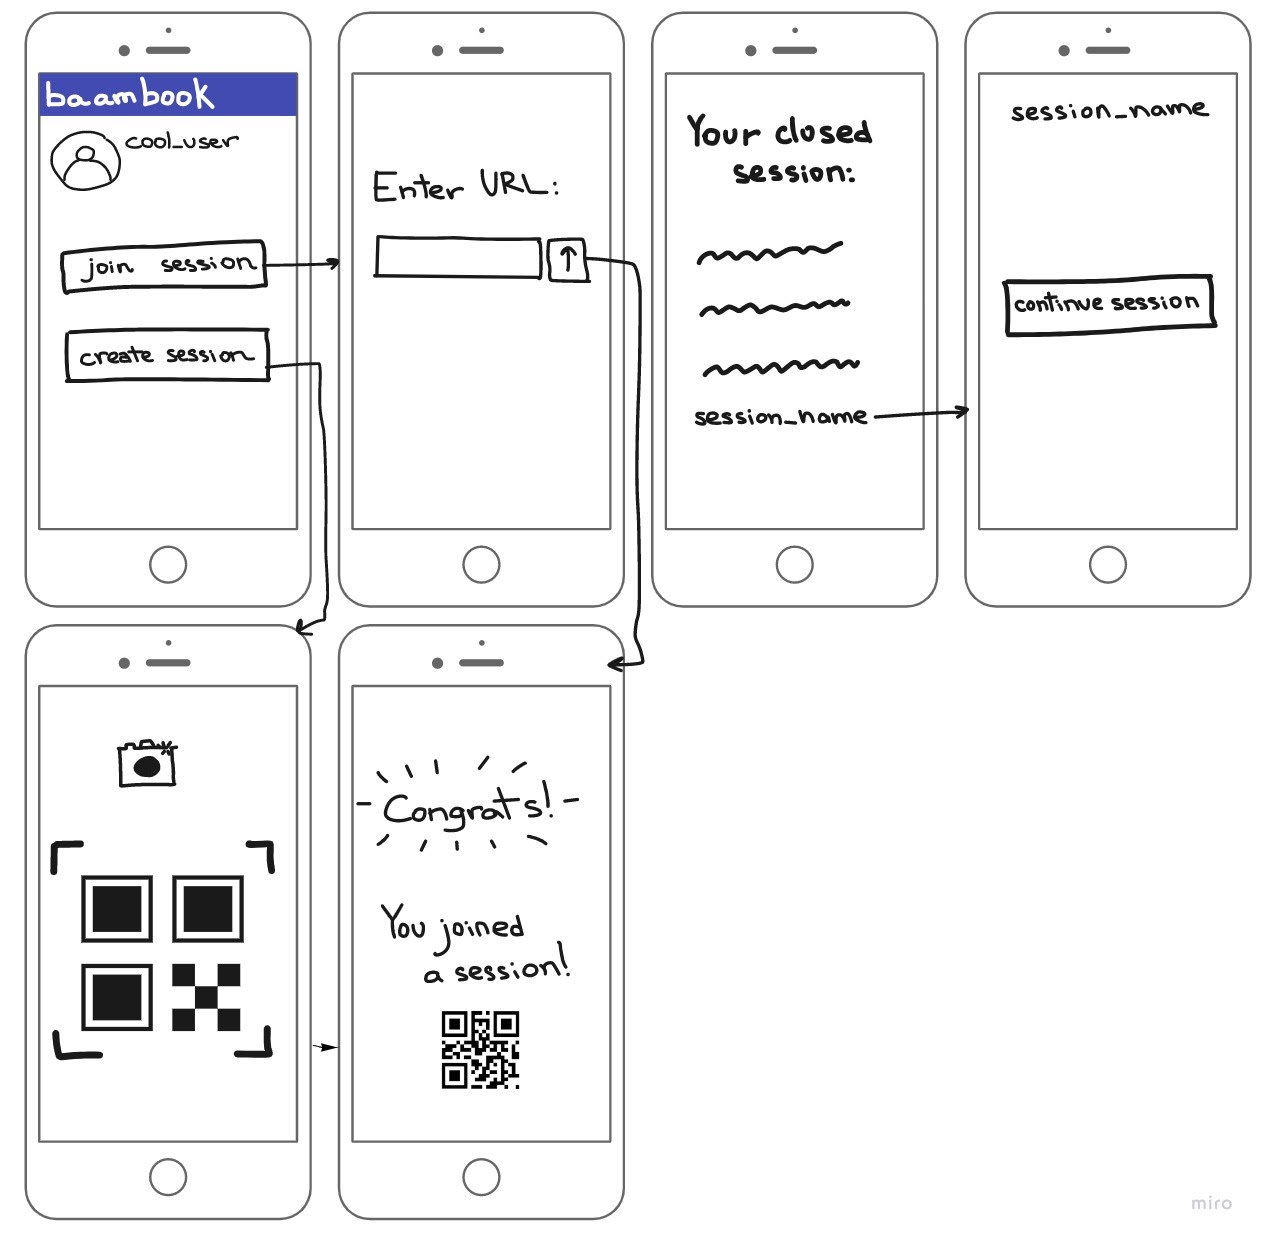 baambook
cool_user
join session
create session
Enter URL:
Your closed
session:
session_name
session_name
continue session
Congrats!
You joined
a session!
miro